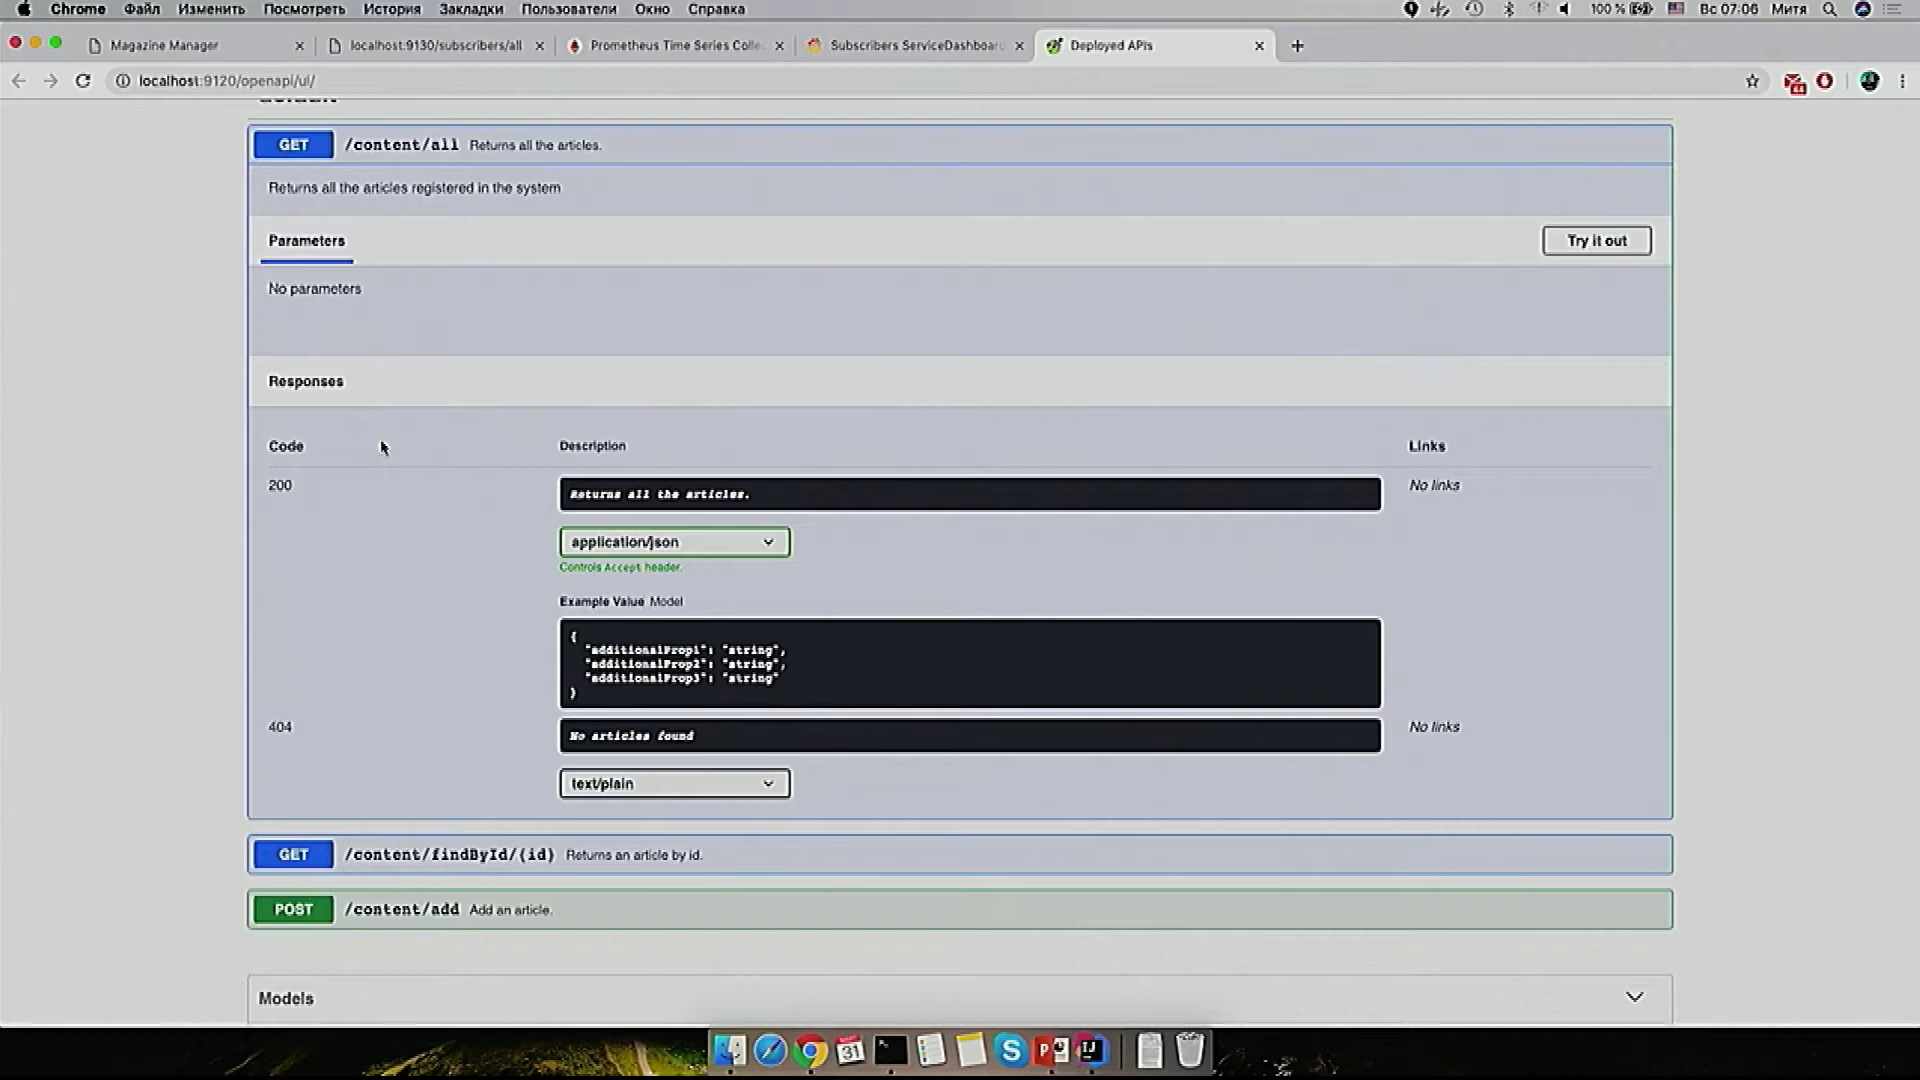 Chrome Файл Изменить Посмотреть История Закладки Пользователи Окно Справка 100 % Вс 07:06 Митя
Magazine Manager localhost:9130/subscribers/all Prometheus Time Series Colle Subscribers ServiceDashboard Deployed APIs
localhost:9120/openapi/ui/
default
GET /content/all Returns all the articles.
Returns all the articles registered in the system
Parameters Try it out
No parameters
Responses
Code Description Links
200 Returns all the articles. No links
application/json
Controls Accept header.
Example Value Model
{
"additionalProp1": "string",
"additionalProp2": "string",
"additionalProp3": "string"
}
404 No articles found No links
text/plain
GET /content/findById/{id} Returns an article by id.
POST /content/add Add an article.
Models